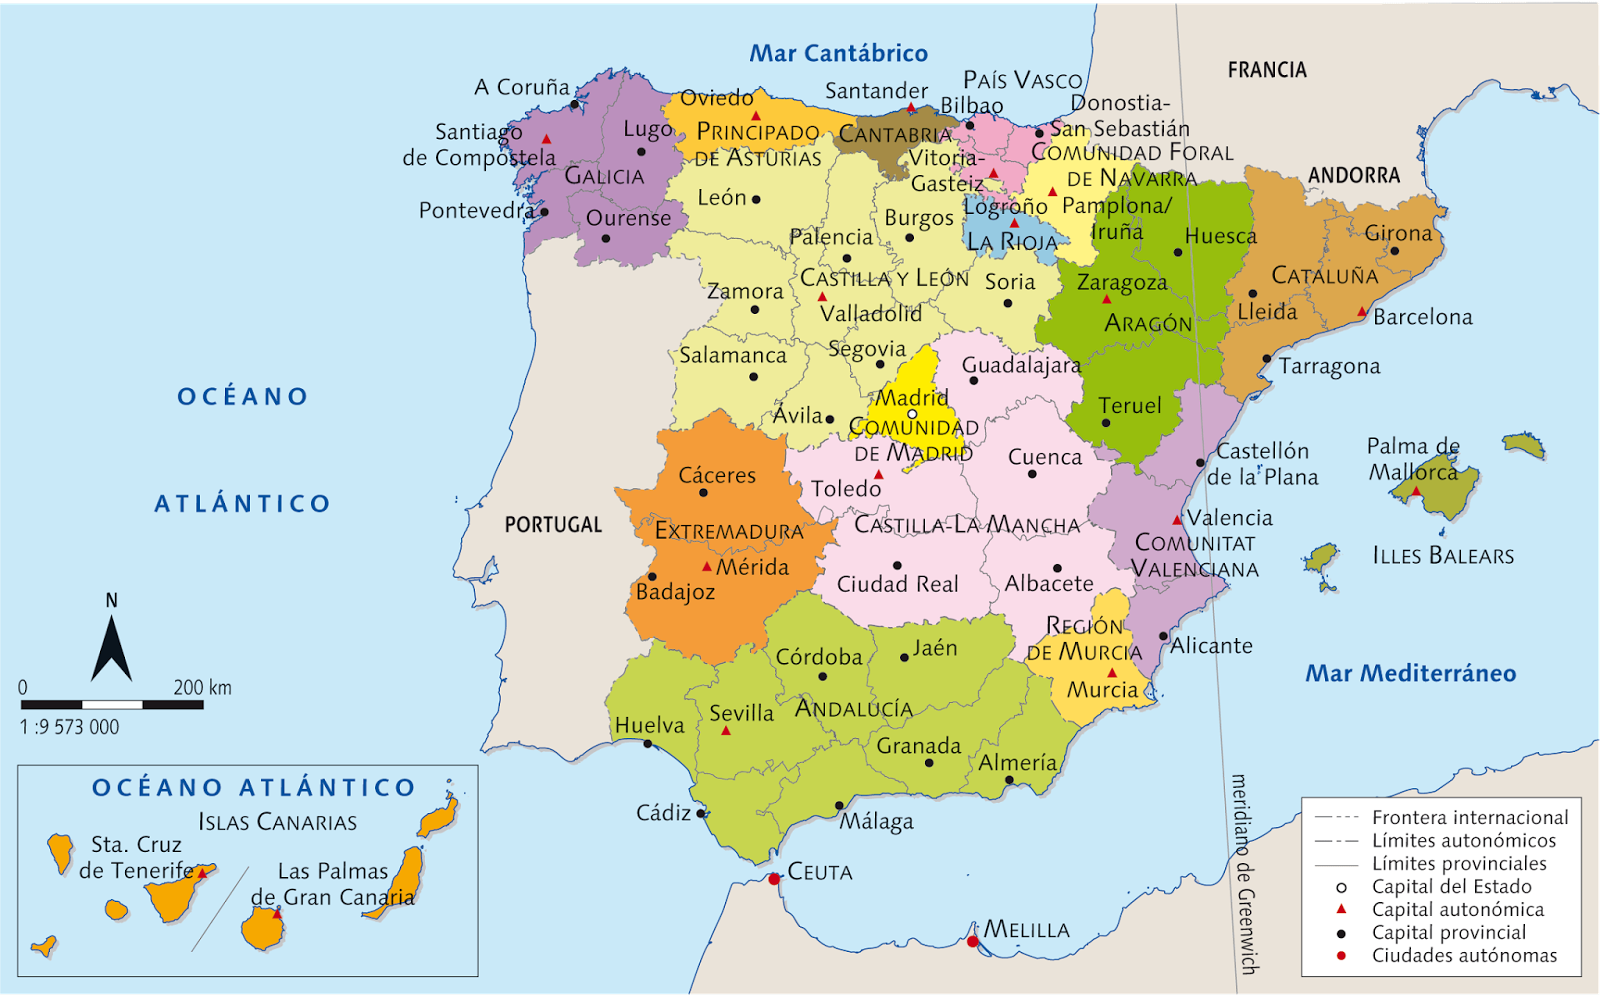 Mar Cantábrico
FRANCIA
A Coruña
Oviedo
Santander
PAÍS VASCO
Bilbao
Donostia-
San Sebastián
Santiago
de Compostela
Lugo
PRINCIPADO
DE ASTURIAS
CANTABRIA
Vitoria-
Gasteiz
COMUNIDAD FORAL
DE NAVARRA
ANDORRA
GALICIA
Pontevedra
Ourense
León
Burgos
Logroño
LA RIOJA
Pamplona/
Iruña
Huesca
Girona
Palencia
CASTILLA Y LEÓN
Zamora
Valladolid
Soria
Zaragoza
ARAGÓN
CATALUÑA
Lleida
Barcelona
Salamanca
Segovia
Guadalajara
Tarragona
OCÉANO
ATLÁNTICO
Ávila
Madrid
COMUNIDAD
DE MADRID
Teruel
Cáceres
Toledo
Cuenca
Castellón
de la Plana
Palma de
Mallorca
PORTUGAL
EXTREMADURA
CASTILLA-LA MANCHA
Valencia
COMUNITAT
VALENCIANA
ILLES BALEARS
Mérida
Badajoz
Ciudad Real
Albacete
N
REGIÓN
DE MURCIA
Murcia
Alicante
Mar Mediterráneo
Córdoba
Jaén
0 200 km
1 :9 573 000
Huelva
Sevilla
ANDALUCÍA
Granada
Almería
Cádiz
Málaga
CEUTA
MELILLA
meridiano de Greenwich
OCÉANO ATLÁNTICO
ISLAS CANARIAS
Sta. Cruz
de Tenerife
Las Palmas
de Gran Canaria
Frontera internacional
Límites autonómicos
Límites provinciales
Capital del Estado
Capital autonómica
Capital provincial
Ciudades autónomas